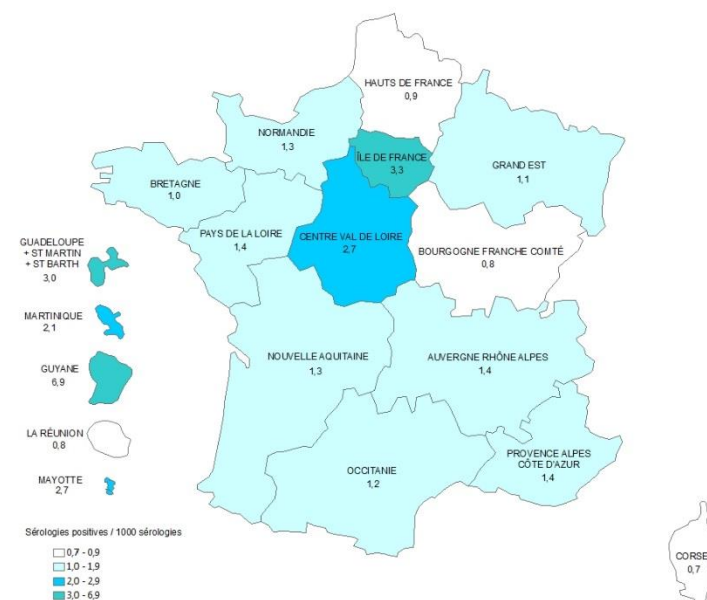 HAUTS DE FRANCE
0,9
NORMANDIE
1,3
ÎLE DE FRANCE
3,3
GRAND EST
1,1
BRETAGNE
1,0
PAYS DE LA LOIRE
1,4
CENTRE VAL DE LOIRE
2,7
BOURGOGNE FRANCHE COMTÉ
0,8
GUADELOUPE
+ ST MARTIN
+ ST BARTH
3,0
MARTINIQUE
2,1
GUYANE
6,9
LA RÉUNION
0,8
MAYOTTE
2,7
NOUVELLE AQUITAINE
1,3
AUVERGNE RHÔNE ALPES
1,4
OCCITANIE
1,2
PROVENCE ALPES
CÔTE D'AZUR
1,4
CORSE
0,7
Sérologies positives / 1000 sérologies
0,7 - 0,9
1,0 - 1,9
2,0 - 2,9
3,0 - 6,9